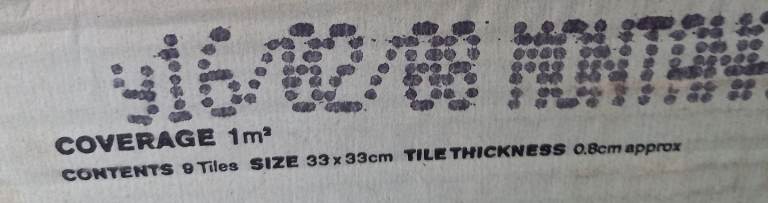 COVERAGE 1m²
CONTENTS 9 Tiles SIZE 33 x 33cm TILE THICKNESS 0.8cm approx